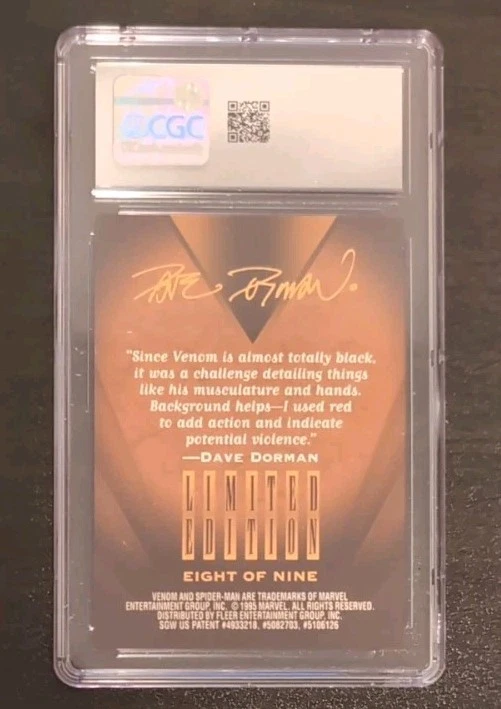 CGC
Dave Dorman.
"Since Venom is almost totally black,
it was a challenge detailing things
like his musculature and hands.
Background helps—I used red
to add action and indicate
potential violence."
—DAVE DORMAN
LIMITED
EDITION
EIGHT OF NINE
VENOM AND SPIDER-MAN ARE TRADEMARKS OF MARVEL
ENTERTAINMENT GROUP, INC. © 1995 MARVEL. ALL RIGHTS RESERVED.
DISTRIBUTED BY FLEER ENTERTAINMENT GROUP, INC.
SGW US PATENT #4933218, #5082703, #5106126